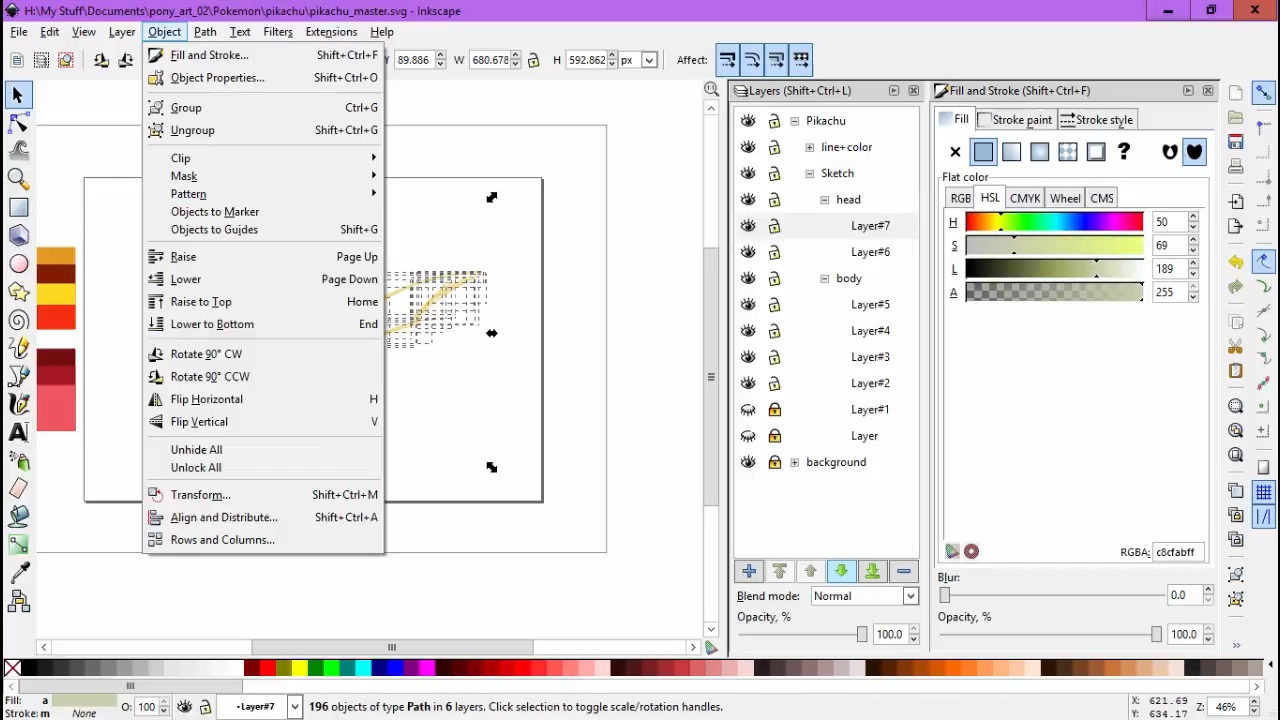 H:\My Stuff\Documents\pony_art_02\Pokemon\pikachu\pikachu_master.svg - Inkscape
File Edit View Layer Object Path Text Filters Extensions Help
89.886 W 680.678 H 592.862 px Affect:
Fill and Stroke... Shift+Ctrl+F
Object Properties... Shift+Ctrl+O
Group Ctrl+G
Ungroup Shift+Ctrl+G
Clip
Mask
Pattern
Objects to Marker
Objects to Guides Shift+G
Raise Page Up
Lower Page Down
Raise to Top Home
Lower to Bottom End
Rotate 90° CW
Rotate 90° CCW
Flip Horizontal H
Flip Vertical V
Unhide All
Unlock All
Transform... Shift+Ctrl+M
Align and Distribute... Shift+Ctrl+A
Rows and Columns...
Layers (Shift+Ctrl+L)
Pikachu
line+color
Sketch
head
Layer#7
Layer#6
body
Layer#5
Layer#4
Layer#3
Layer#2
Layer#1
Layer
background
Blend mode: Normal
Opacity, %
100.0
Fill and Stroke (Shift+Ctrl+F)
Fill Stroke paint Stroke style
?
Flat color
RGB HSL CMYK Wheel CMS
H 50
S 69
L 189
A 255
RGBA: c8cfabff
Blur:
0.0
Opacity, %
100.0
Fill: a
Stroke: m None
O: 100
·Layer#7
196 objects of type Path in 6 layers. Click selection to toggle scale/rotation handles.
X: 621.69
Y: 634.17
Z: 46%